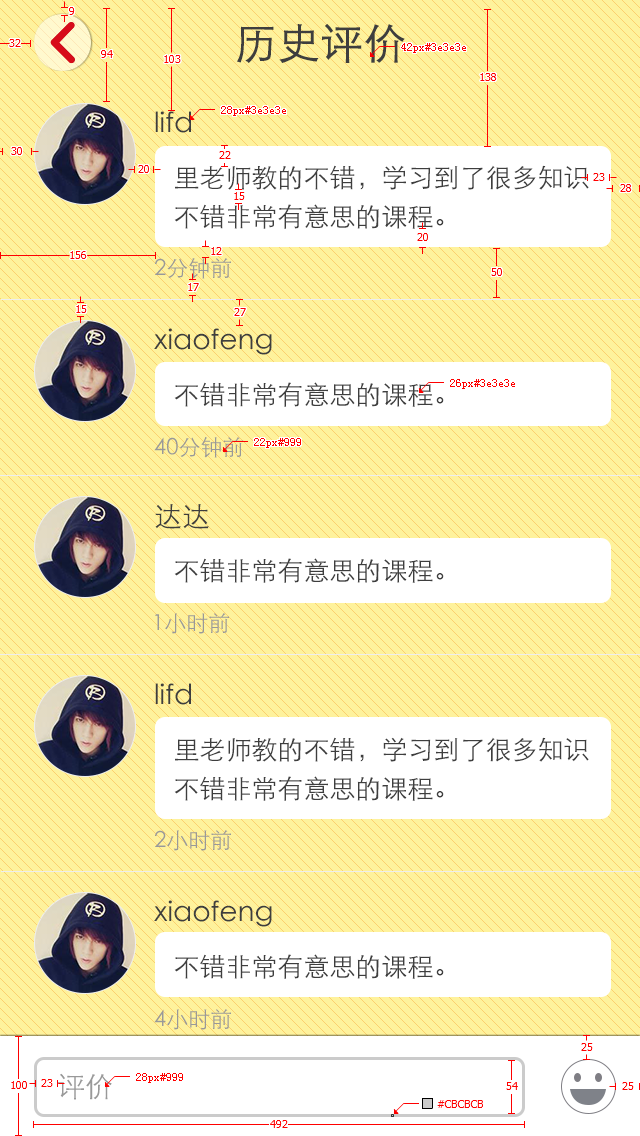 9
32
94
103
历史评价
42px#3e3e3e
138
28px#3e3e3e
lifd
30
20
22
23
28
里老师教的不错，学习到了很多知识
15
不错非常有意思的课程。
20
156
12
50
2分钟前
17
15
27
xiaofeng
26px#3e3e3e
不错非常有意思的课程。
22px#999
40分钟前
达达
不错非常有意思的课程。
1小时前
lifd
里老师教的不错，学习到了很多知识
不错非常有意思的课程。
2小时前
xiaofeng
不错非常有意思的课程。
4小时前
25
100
23
评价
28px#999
54
25
#CBCBCB
492